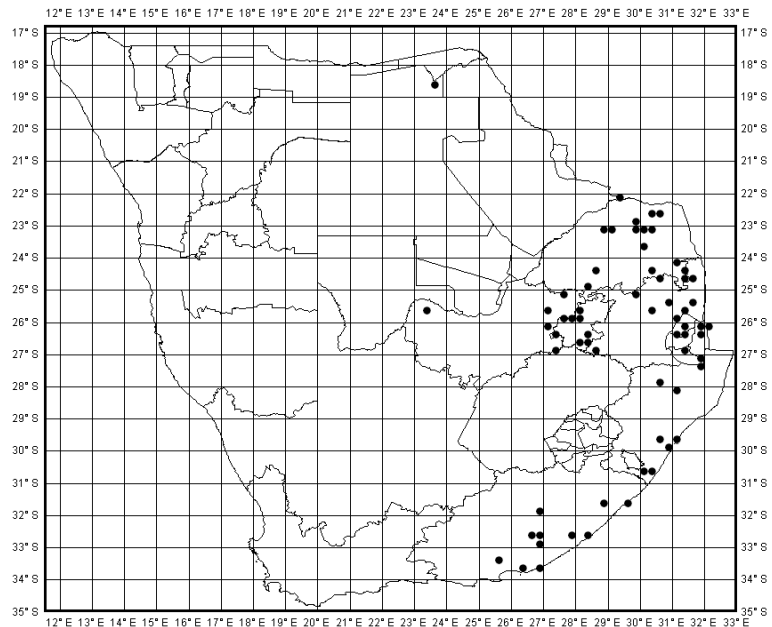 12° E 13° E 14° E 15° E 16° E 17° E 18° E 19° E 20° E 21° E 22° E 23° E 24° E 25° E 26° E 27° E 28° E 29° E 30° E 31° E 32° E 33° E
17° S 17° S
18° S 18° S
19° S 19° S
20° S 20° S
21° S 21° S
22° S 22° S
23° S 23° S
24° S 24° S
25° S 25° S
26° S 26° S
27° S 27° S
28° S 28° S
29° S 29° S
30° S 30° S
31° S 31° S
32° S 32° S
33° S 33° S
34° S 34° S
35° S 35° S
12° E 13° E 14° E 15° E 16° E 17° E 18° E 19° E 20° E 21° E 22° E 23° E 24° E 25° E 26° E 27° E 28° E 29° E 30° E 31° E 32° E 33° E